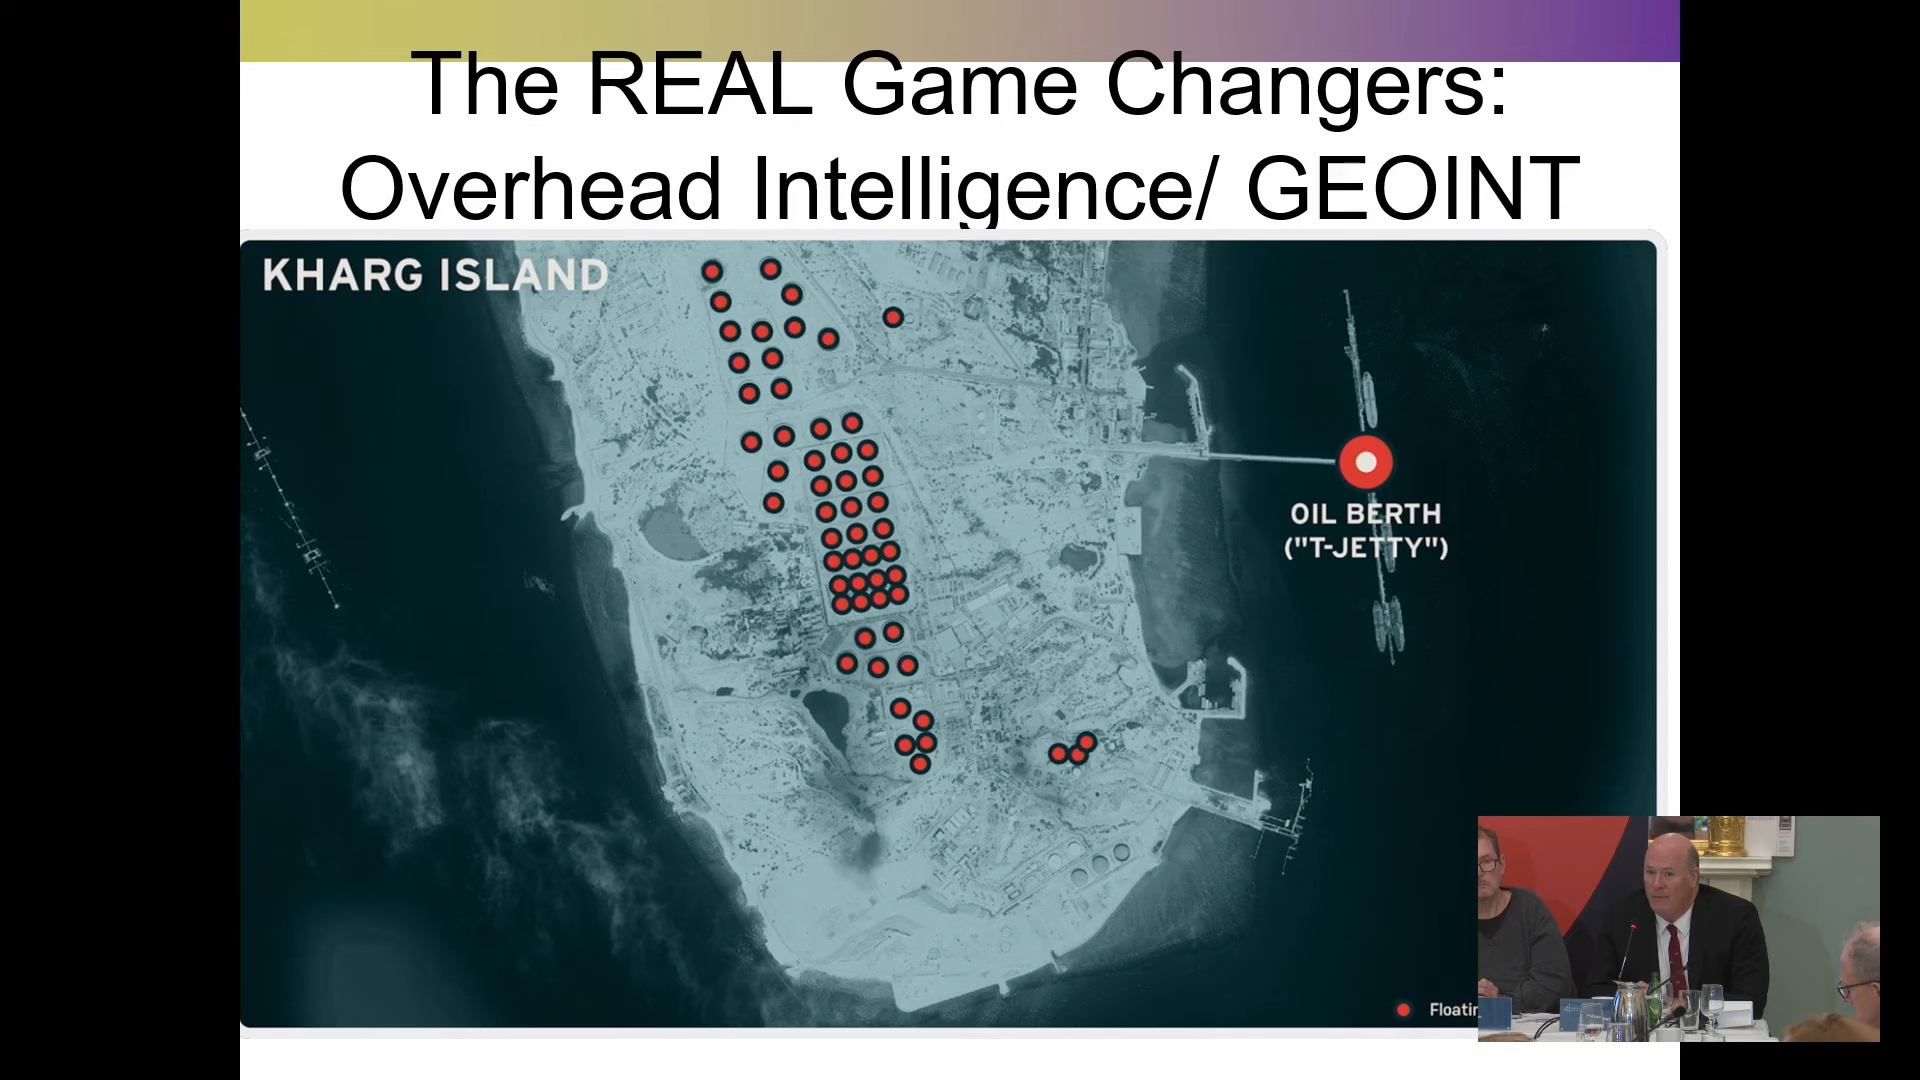 The REAL Game Changers:
Overhead Intelligence/ GEOINT
KHARG ISLAND
OIL BERTH
("T-JETTY")